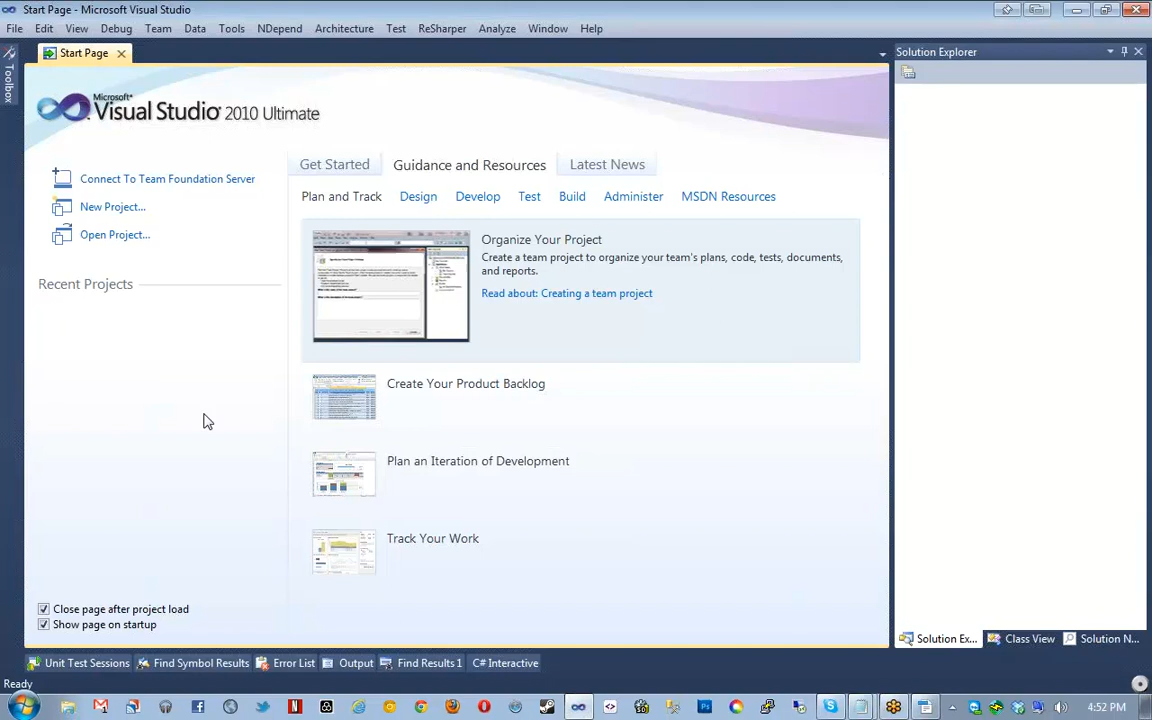 Start Page - Microsoft Visual Studio
File Edit View Debug Team Data Tools NDepend Architecture Test ReSharper Analyze Window Help
Toolbox
Start Page
Solution Explorer
Microsoft
Visual Studio 2010 Ultimate
Connect To Team Foundation Server
New Project...
Open Project...
Recent Projects
Get Started Guidance and Resources Latest News
Plan and Track Design Develop Test Build Administer MSDN Resources
Organize Your Project
Create a team project to organize your team's plans, code, tests, documents,
and reports.
Read about: Creating a team project
Create Your Product Backlog
Plan an Iteration of Development
Track Your Work
Close page after project load
Show page on startup
Solution Ex... Class View Solution N...
Unit Test Sessions Find Symbol Results Error List Output Find Results 1 C# Interactive
Ready
4:52 PM